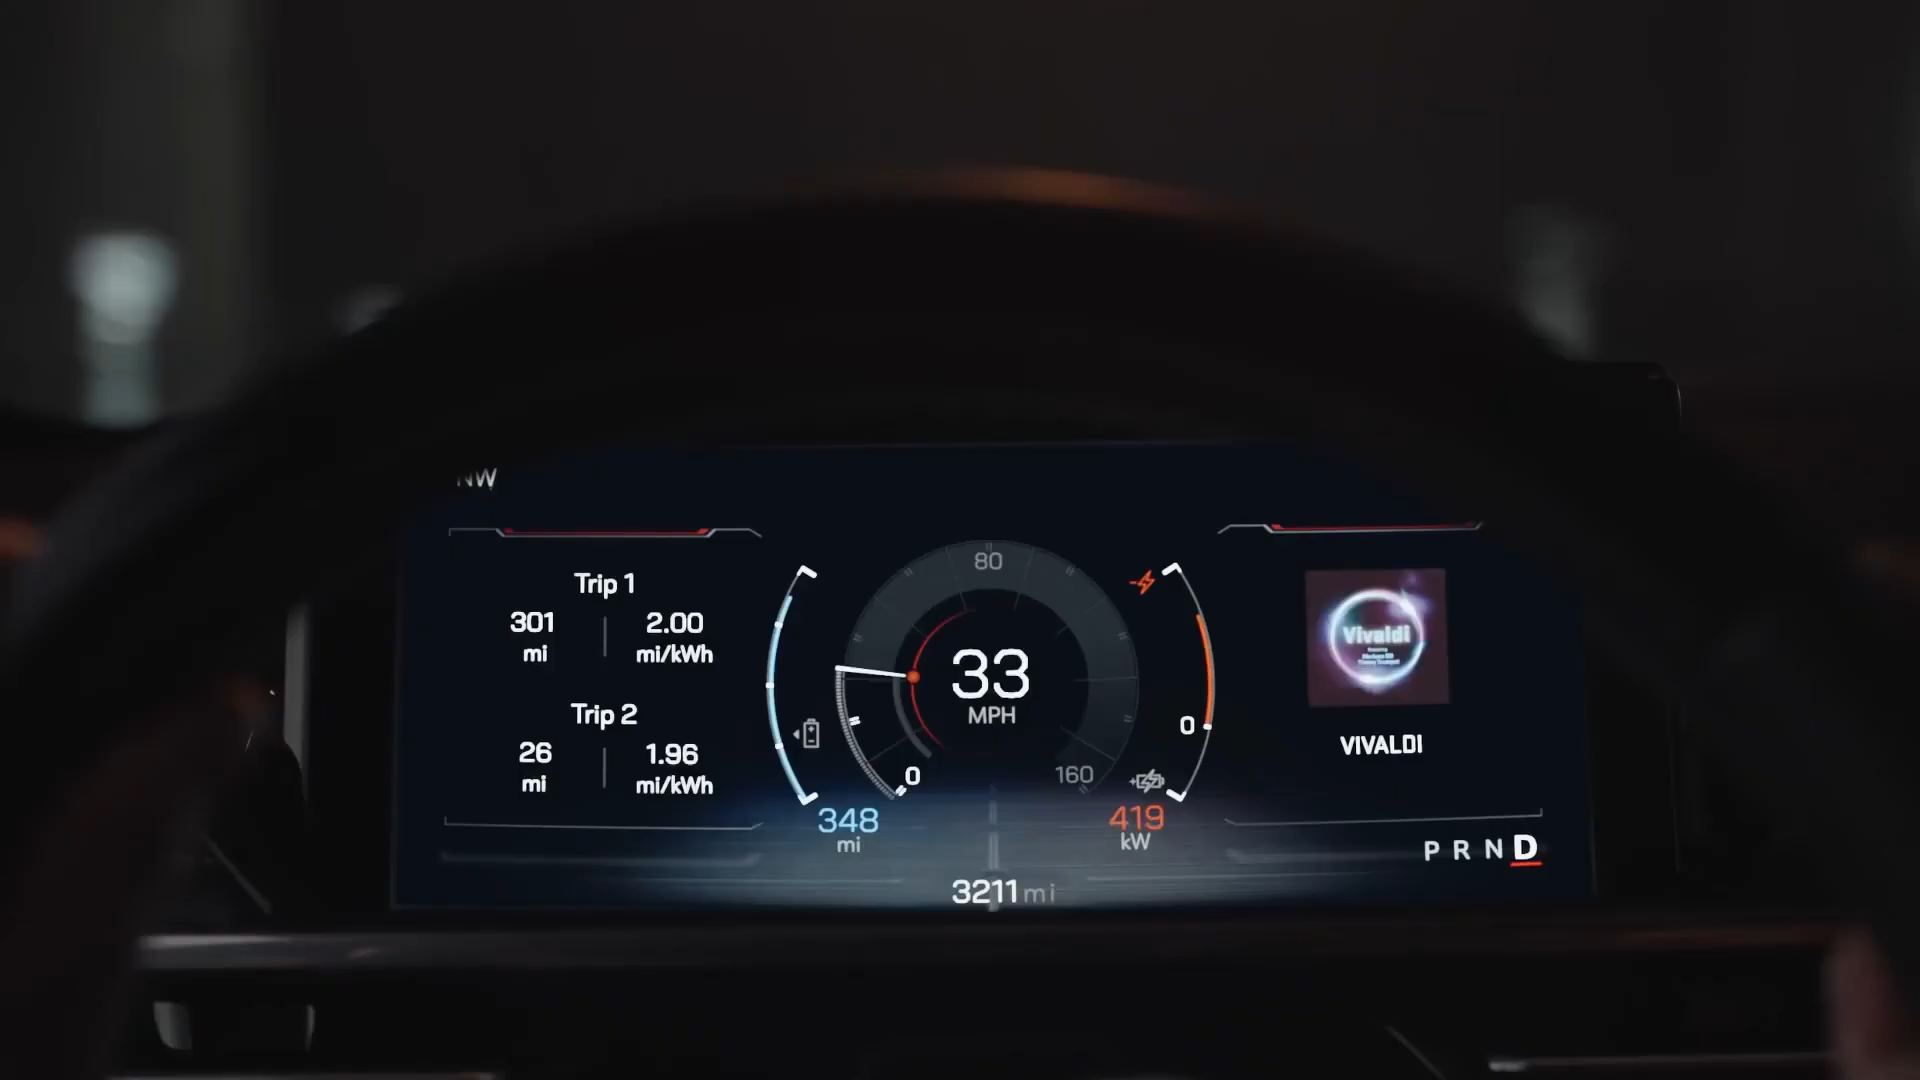 NW
Trip 1
301 2.00
mi mi/kWh
Trip 2
26 1.96
mi mi/kWh
80
33
MPH
0 160
0
348
mi
419
kW
3211 mi
Vivaldi
VIVALDI
P R N D